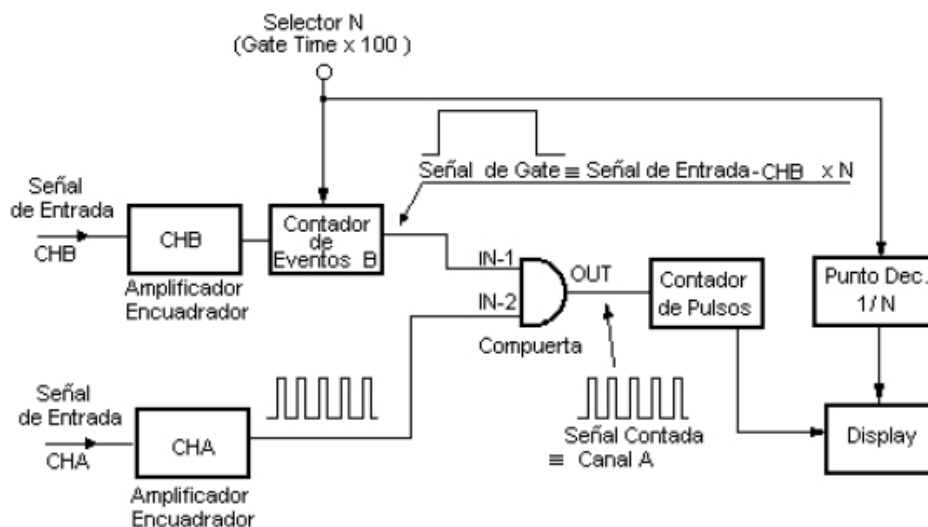 Selector N
(Gate Time x 100 )
Señal de Gate ≡ Señal de Entrada-CHB x N
Señal
de Entrada
CHB
CHB
Amplificador
Encuadrador
Contador
de
Eventos B
IN-1
IN-2
OUT
Compuerta
Contador
de Pulsos
Punto Dec.
1/ N
Señal
de Entrada
CHA
CHA
Amplificador
Encuadrador
Señal Contada
≡ Canal A
Display